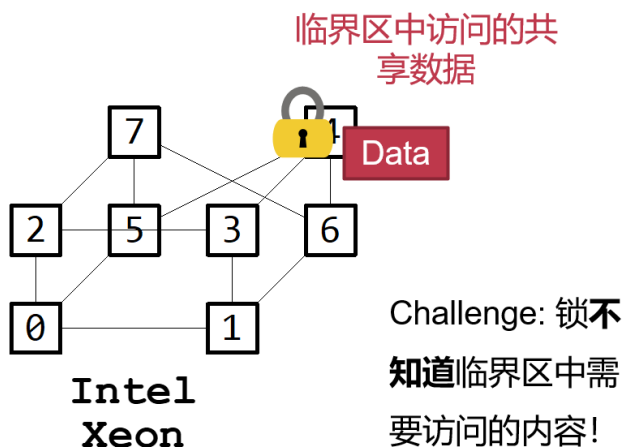 临界区中访问的共
享数据
7
4
Data
2
5
3
6
0
1
Challenge: 锁不
知道临界区中需
要访问的内容!
Intel
Xeon